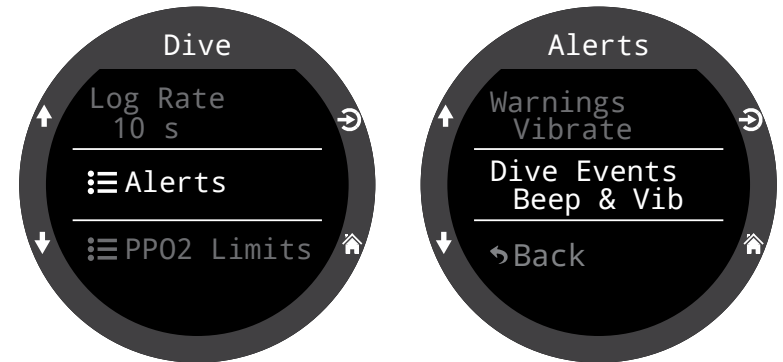 Dive
Log Rate
10 s
Alerts
PPO2 Limits
Alerts
Warnings
Vibrate
Dive Events
Beep & Vib
Back